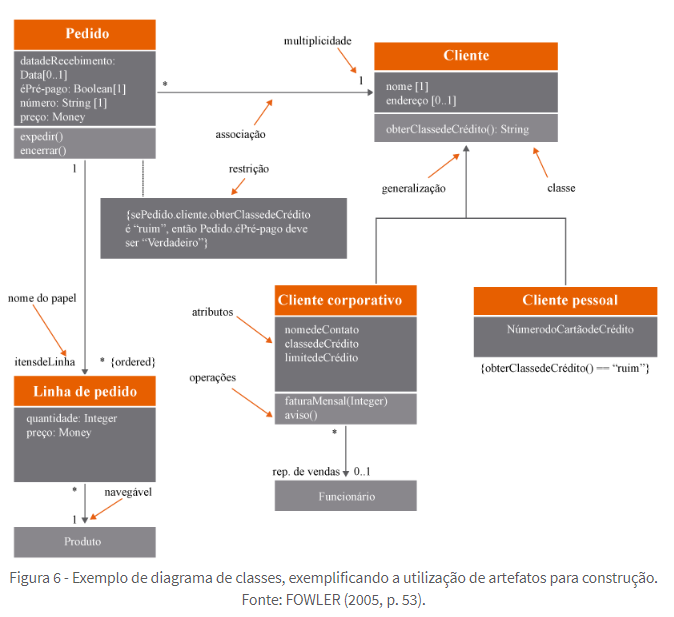 Pedido
datadeRecebimento:
Data[0..1]
éPré-pago: Boolean[1]
número: String [1]
preço: Money
expedir()
encerrar()
multiplicidade
*
1
associação
Cliente
nome [1]
endereço [0..1]
obterClassedeCrédito(): String
restrição
generalização
classe
1
{sePedido.cliente.obterClassedeCrédito
é “ruim”, então Pedido.éPré-pago deve
ser “Verdadeiro”}
nome do papel
itensdeLinha
* {ordered}
Linha de pedido
quantidade: Integer
preço: Money
*
navegável
1
Produto
atributos
operações
Cliente corporativo
nomedeContato
classedeCrédito
limitedeCrédito
faturaMensal(Integer)
aviso()
*
rep. de vendas
0..1
Funcionário
Cliente pessoal
NúmerodoCartãodeCrédito
{obterClassedeCrédito() == “ruim”}
Figura 6 - Exemplo de diagrama de classes, exemplificando a utilização de artefatos para construção.
Fonte: FOWLER (2005, p. 53).